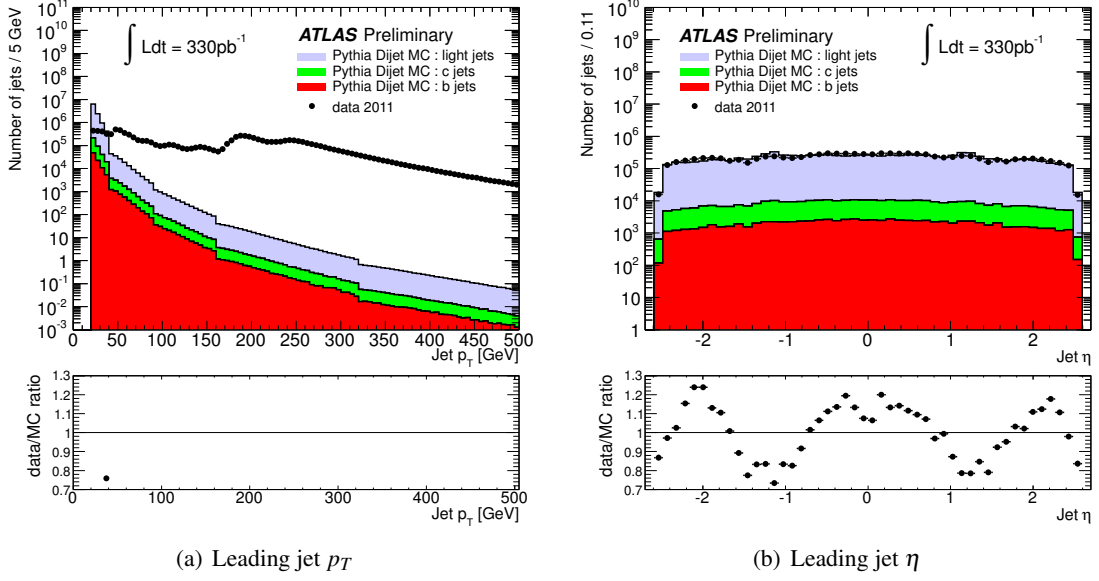 Number of jets / 5 GeV
10^11
10^10
10^9
10^8
10^7
10^6
10^5
10^4
10^3
10^2
10
1
10^-1
10^-2
10^-3
∫ Ldt = 330pb^-1
ATLAS Preliminary
Pythia Dijet MC : light jets
Pythia Dijet MC : c jets
Pythia Dijet MC : b jets
data 2011
0 50 100 150 200 250 300 350 400 450 500
Jet p_T [GeV]
data/MC ratio
1.3
1.2
1.1
1
0.9
0.8
0.7
0 100 200 300 400 500
Jet p_T [GeV]
(a) Leading jet p_T
Number of jets / 0.11
10^10
10^9
10^8
10^7
10^6
10^5
10^4
10^3
10^2
10
1
ATLAS Preliminary
Pythia Dijet MC : light jets
Pythia Dijet MC : c jets
Pythia Dijet MC : b jets
data 2011
∫ Ldt = 330pb^-1
-2 -1 0 1 2
Jet η
data/MC ratio
1.3
1.2
1.1
1
0.9
0.8
0.7
-2 -1 0 1 2
Jet η
(b) Leading jet η